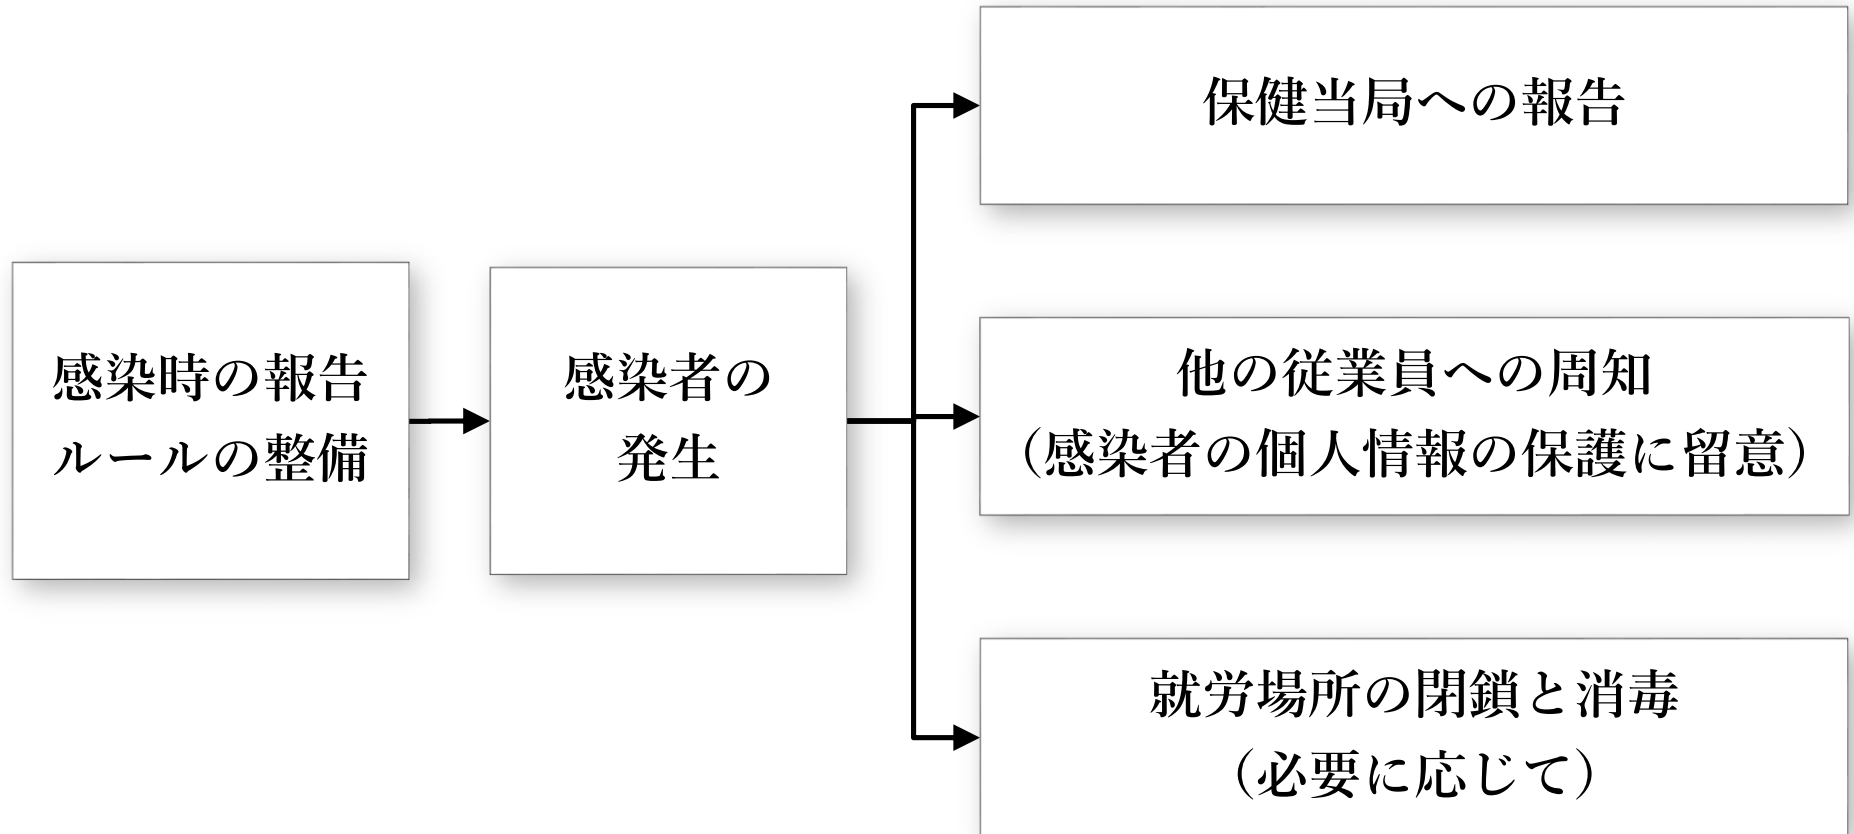 感染時の報告
ルールの整備
感染者の
発生
保健当局への報告
他の従業員への周知
（感染者の個人情報の保護に留意）
就労場所の閉鎖と消毒
（必要に応じて）